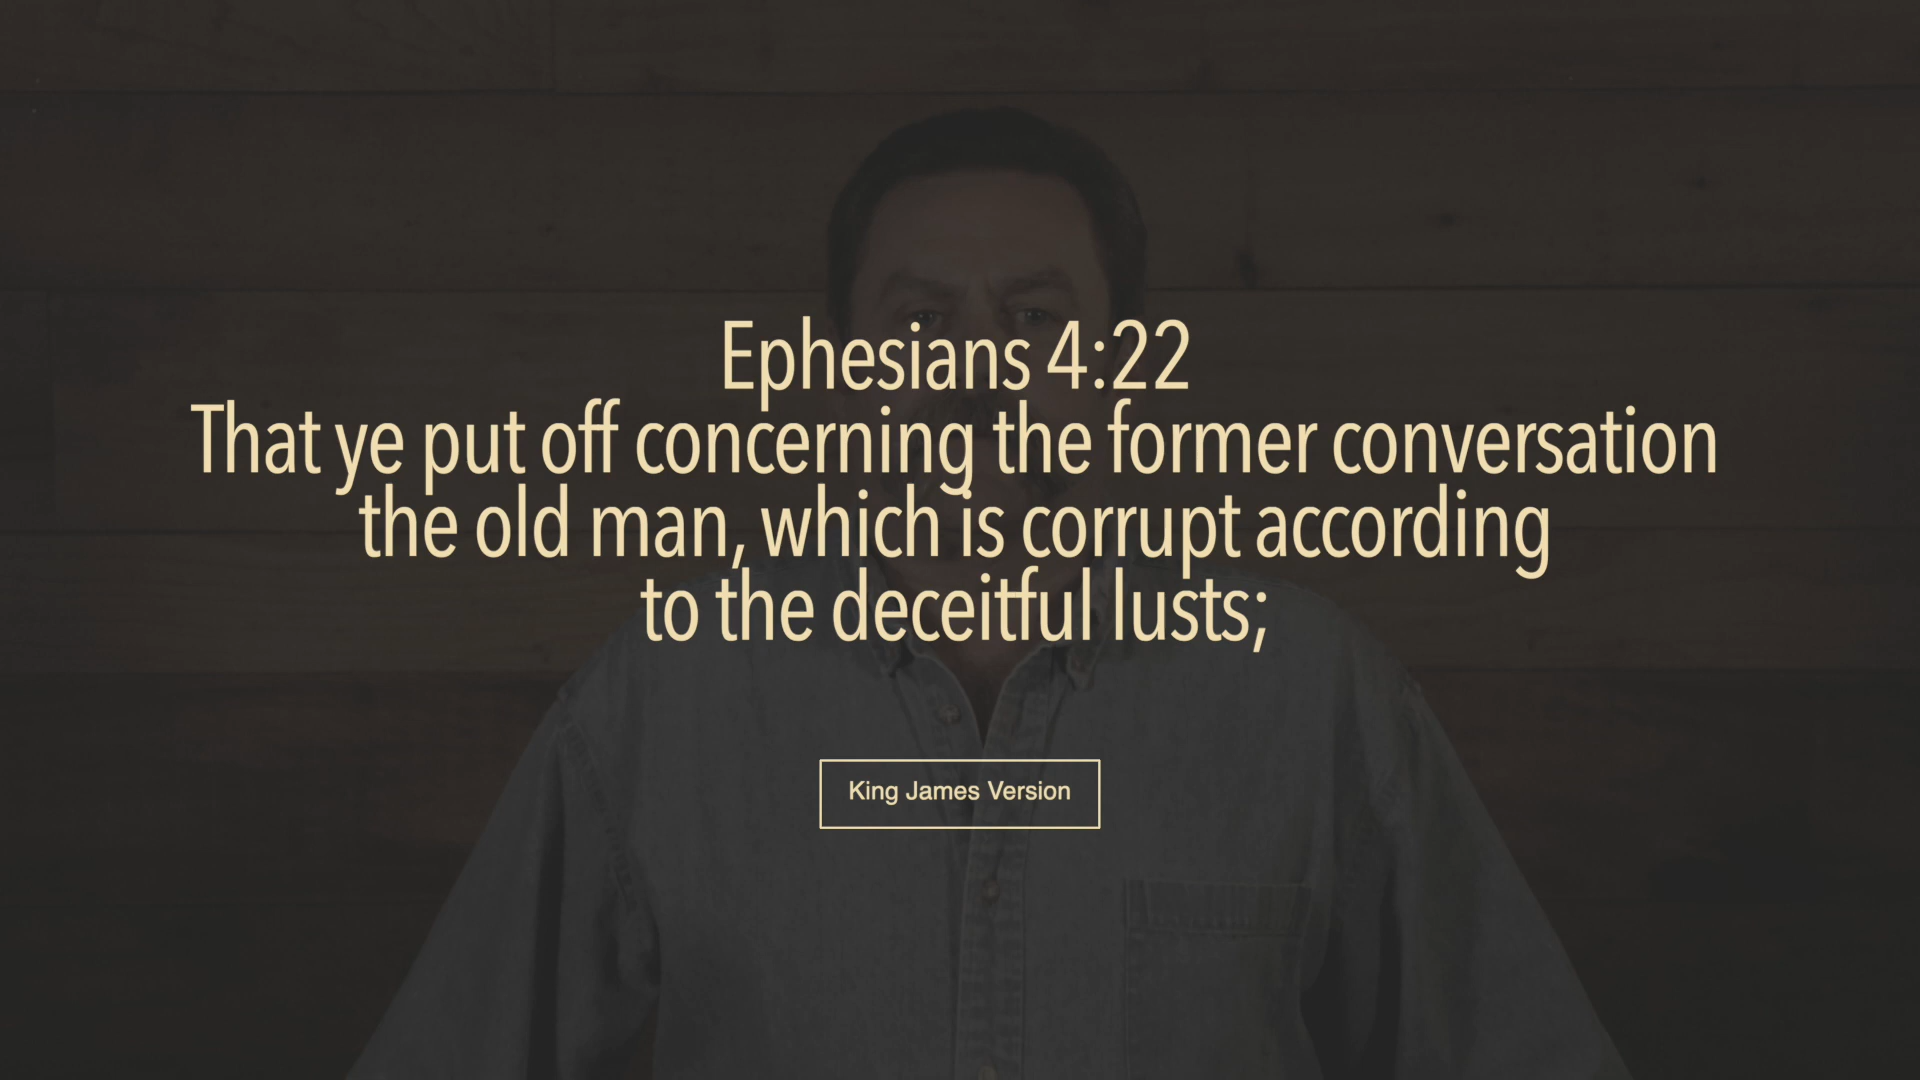 Ephesians 4:22
That ye put off concerning the former conversation
the old man, which is corrupt according
to the deceitful lusts;
King James Version